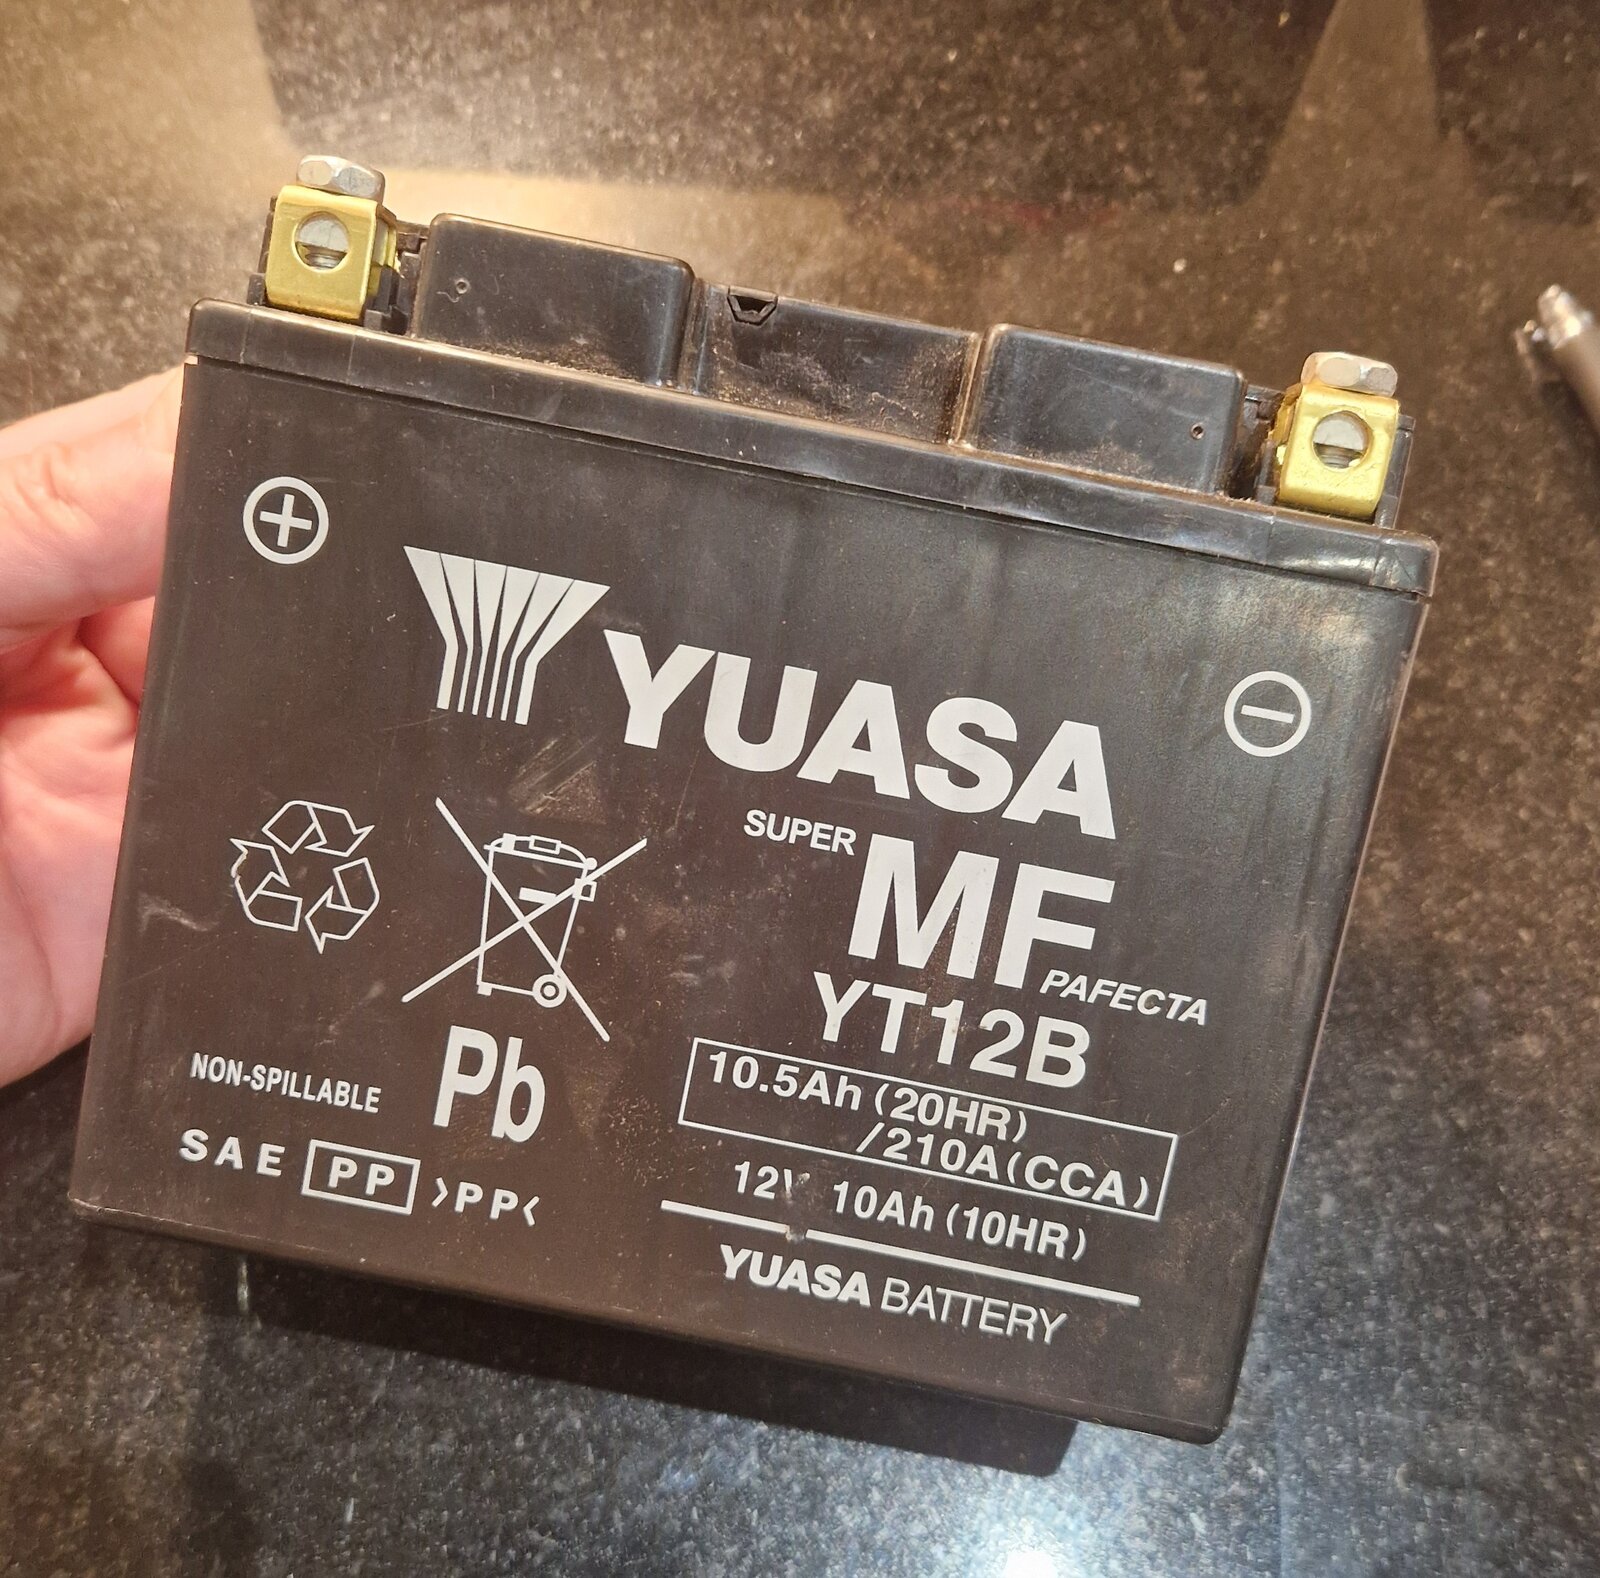 +
YUASA
−
SUPER MF PAFECTA
YT12B
10.5Ah (20HR)
/210A(CCA)
12V 10Ah (10HR)
YUASA BATTERY
Pb
NON-SPILLABLE
SAE PP >PP<